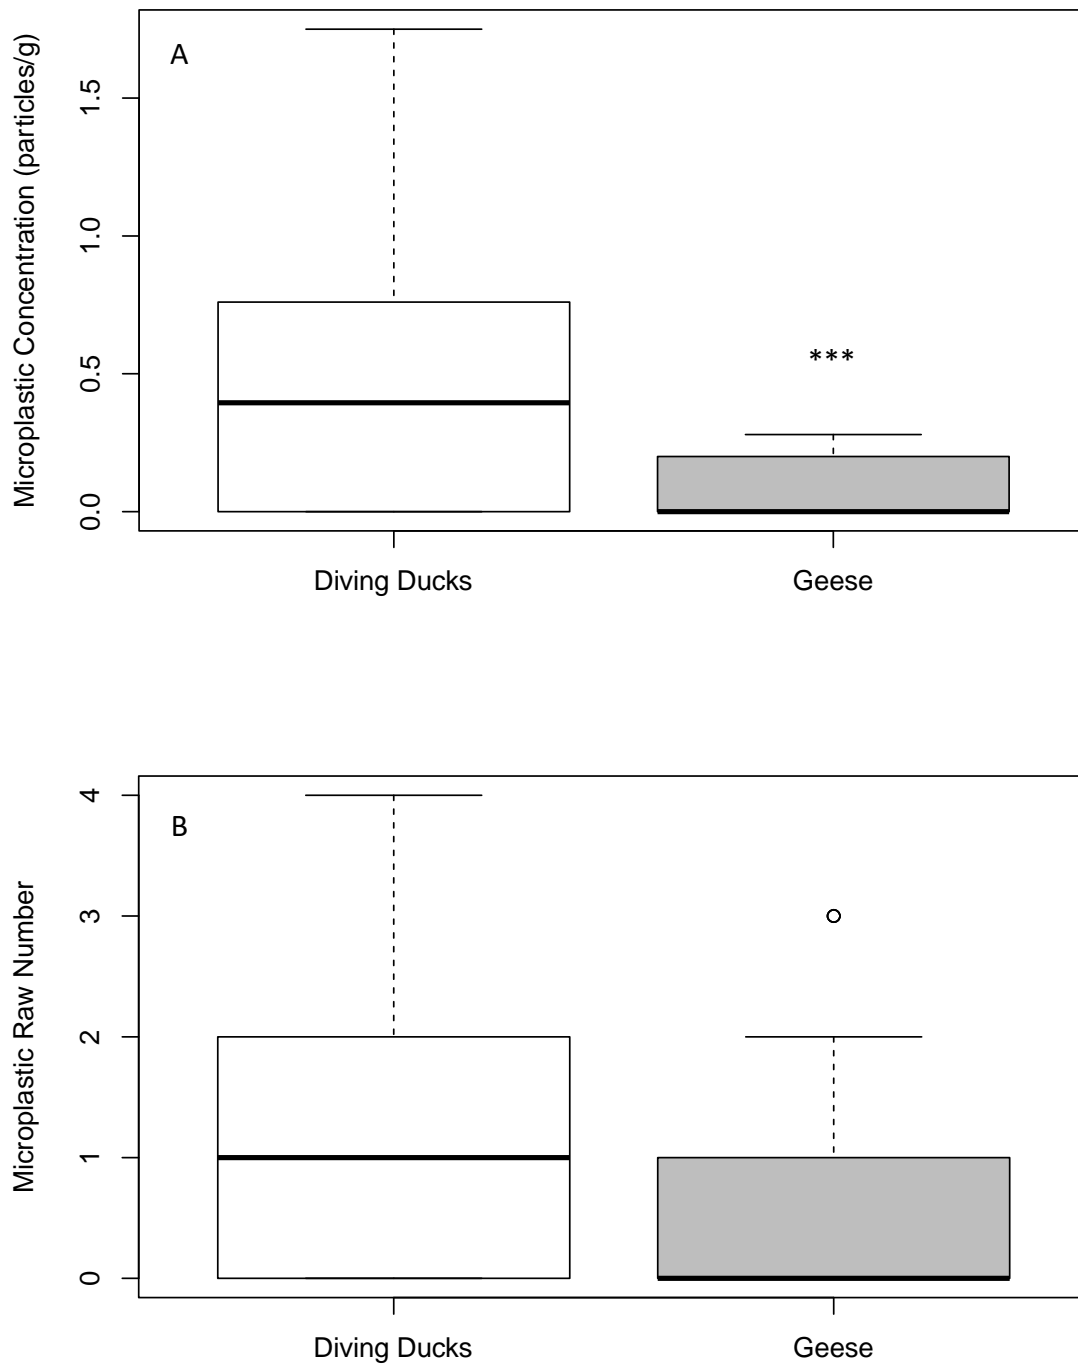 A
Microplastic Concentration (particles/g)
1.5
1.0
0.5
0.0
***
Diving Ducks Geese
B
Microplastic Raw Number
4
3
2
1
0
Diving Ducks Geese